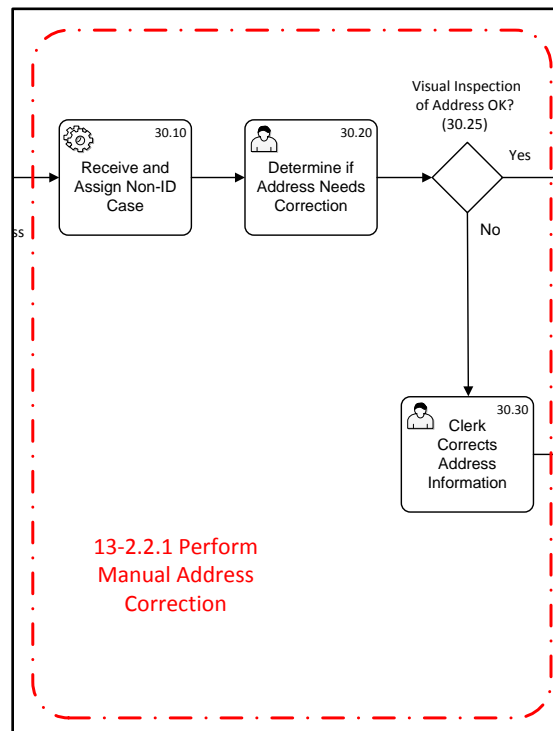 30.10
Receive and
Assign Non-ID
Case
30.20
Determine if
Address Needs
Correction
Visual Inspection
of Address OK?
(30.25)
Yes
No
ss
30.30
Clerk
Corrects
Address
Information
13-2.2.1 Perform
Manual Address
Correction